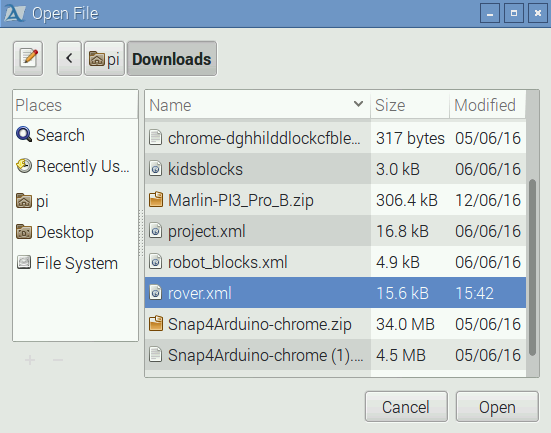 Open File
pi Downloads
Places
Search
Recently Us...
pi
Desktop
File System
Name Size Modified
chrome-dghhilddlockcfble... 317 bytes 05/06/16
kidsblocks 3.0 kB 06/06/16
Marlin-PI3_Pro_B.zip 306.4 kB 12/06/16
project.xml 16.8 kB 06/06/16
robot_blocks.xml 4.9 kB 06/06/16
rover.xml 15.6 kB 15:42
Snap4Arduino-chrome.zip 34.0 MB 05/06/16
Snap4Arduino-chrome (1).... 4.5 MB 05/06/16
Cancel Open